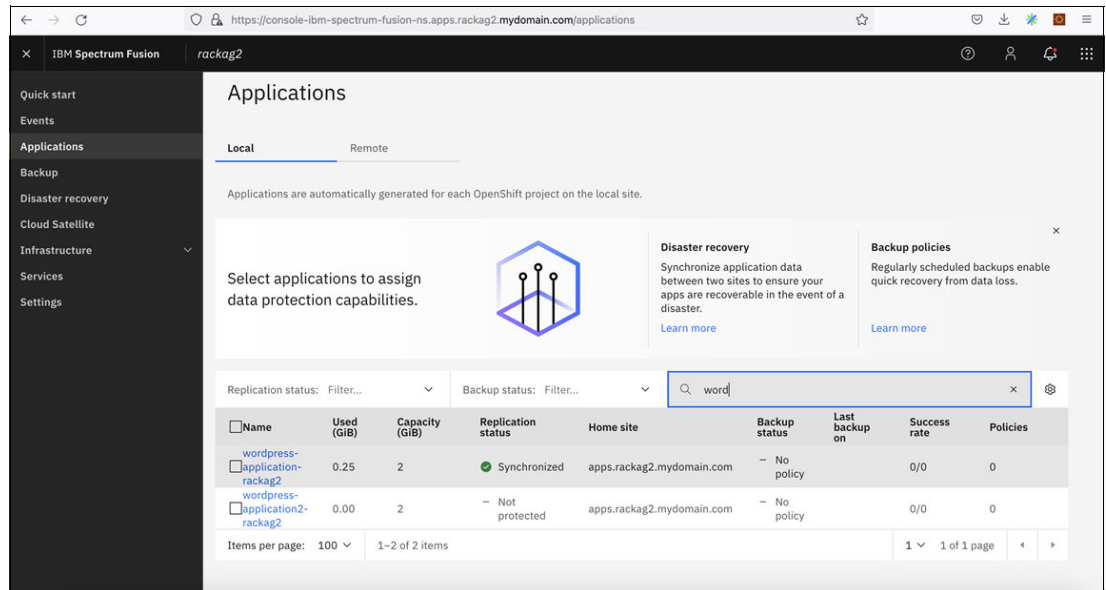 https://console-ibm-spectrum-fusion-ns.apps.rackag2.mydomain.com/applications
IBM Spectrum Fusion
rackag2
Quick start
Events
Applications
Backup
Disaster recovery
Cloud Satellite
Infrastructure
Services
Settings
Applications
Local Remote
Applications are automatically generated for each OpenShift project on the local site.
Select applications to assign
data protection capabilities.
Disaster recovery
Synchronize application data
between two sites to ensure your
apps are recoverable in the event of a
disaster.
Learn more
Backup policies
Regularly scheduled backups enable
quick recovery from data loss.
Learn more
Replication status: Filter... Backup status: Filter... word
Name Used (GiB) Capacity (GiB) Replication status Home site Backup status Last backup on Success rate Policies
wordpress-
application-
rackag2
0.25 2 Synchronized apps.rackag2.mydomain.com – No policy 0/0 0
wordpress-
application2-
rackag2
0.00 2 – Not protected apps.rackag2.mydomain.com – No policy 0/0 0
Items per page: 100 1–2 of 2 items 1 1 of 1 page